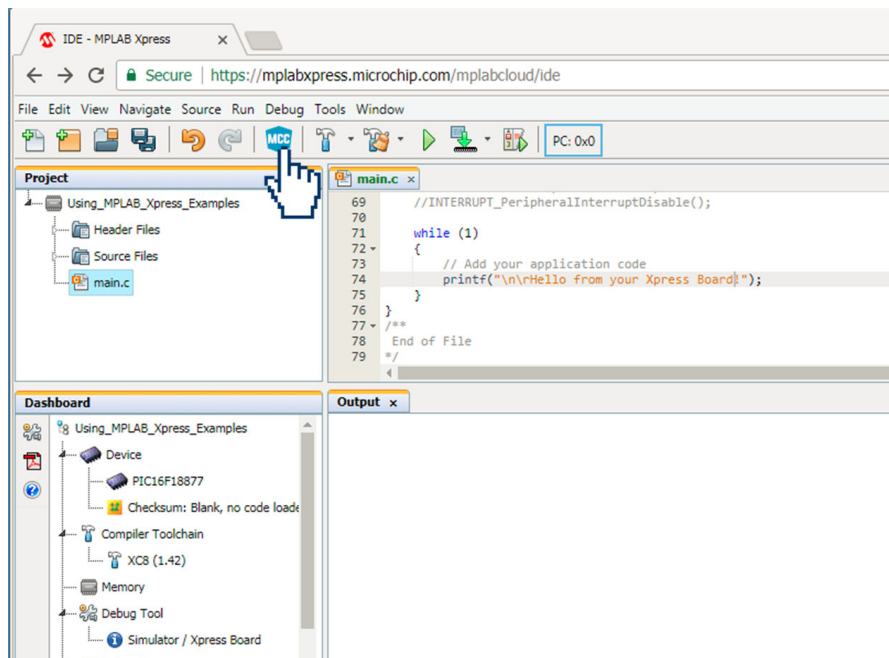 IDE - MPLAB Xpress
Secure | https://mplabxpress.microchip.com/mplabcloud/ide
File Edit View Navigate Source Run Debug Tools Window
MCC
PC: 0x0
Project
Using_MPLAB_Xpress_Examples
Header Files
Source Files
main.c
main.c ×
69 //INTERRUPT_PeripheralInterruptDisable();
70
71 while (1)
72 {
73 // Add your application code
74 printf("\n\rHello from your Xpress Board!");
75 }
76 }
77 /**
78 End of File
79 */
Dashboard
Using_MPLAB_Xpress_Examples
Device
PIC16F18877
Checksum: Blank, no code loade
Compiler Toolchain
XC8 (1.42)
Memory
Debug Tool
Simulator / Xpress Board
Output x